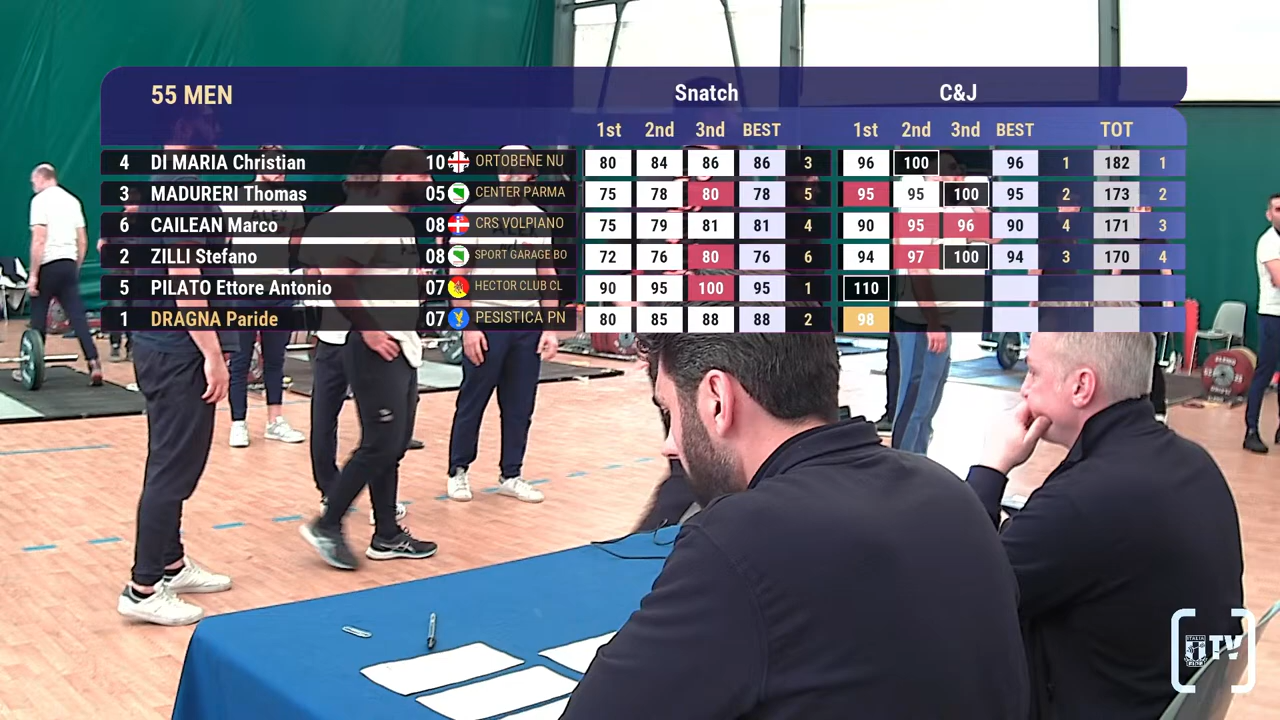 55 MEN Snatch C&J
1st 2nd 3nd BEST 1st 2nd 3nd BEST TOT
4 DI MARIA Christian 10 ORTOBENE NU 80 84 86 86 3 96 100 96 1 182 1
3 MADURERI Thomas 05 CENTER PARMA 75 78 80 78 5 95 95 100 95 2 173 2
6 CAILEAN Marco 08 CRS VOLPIANO 75 79 81 81 4 90 95 96 90 4 171 3
2 ZILLI Stefano 08 SPORT GARAGE BO 72 76 80 76 6 94 97 100 94 3 170 4
5 PILATO Ettore Antonio 07 HECTOR CLUB CL 90 95 100 95 1 110
1 DRAGNA Paride 07 PESISTICA PN 80 85 88 88 2 98
ITALIA
TV